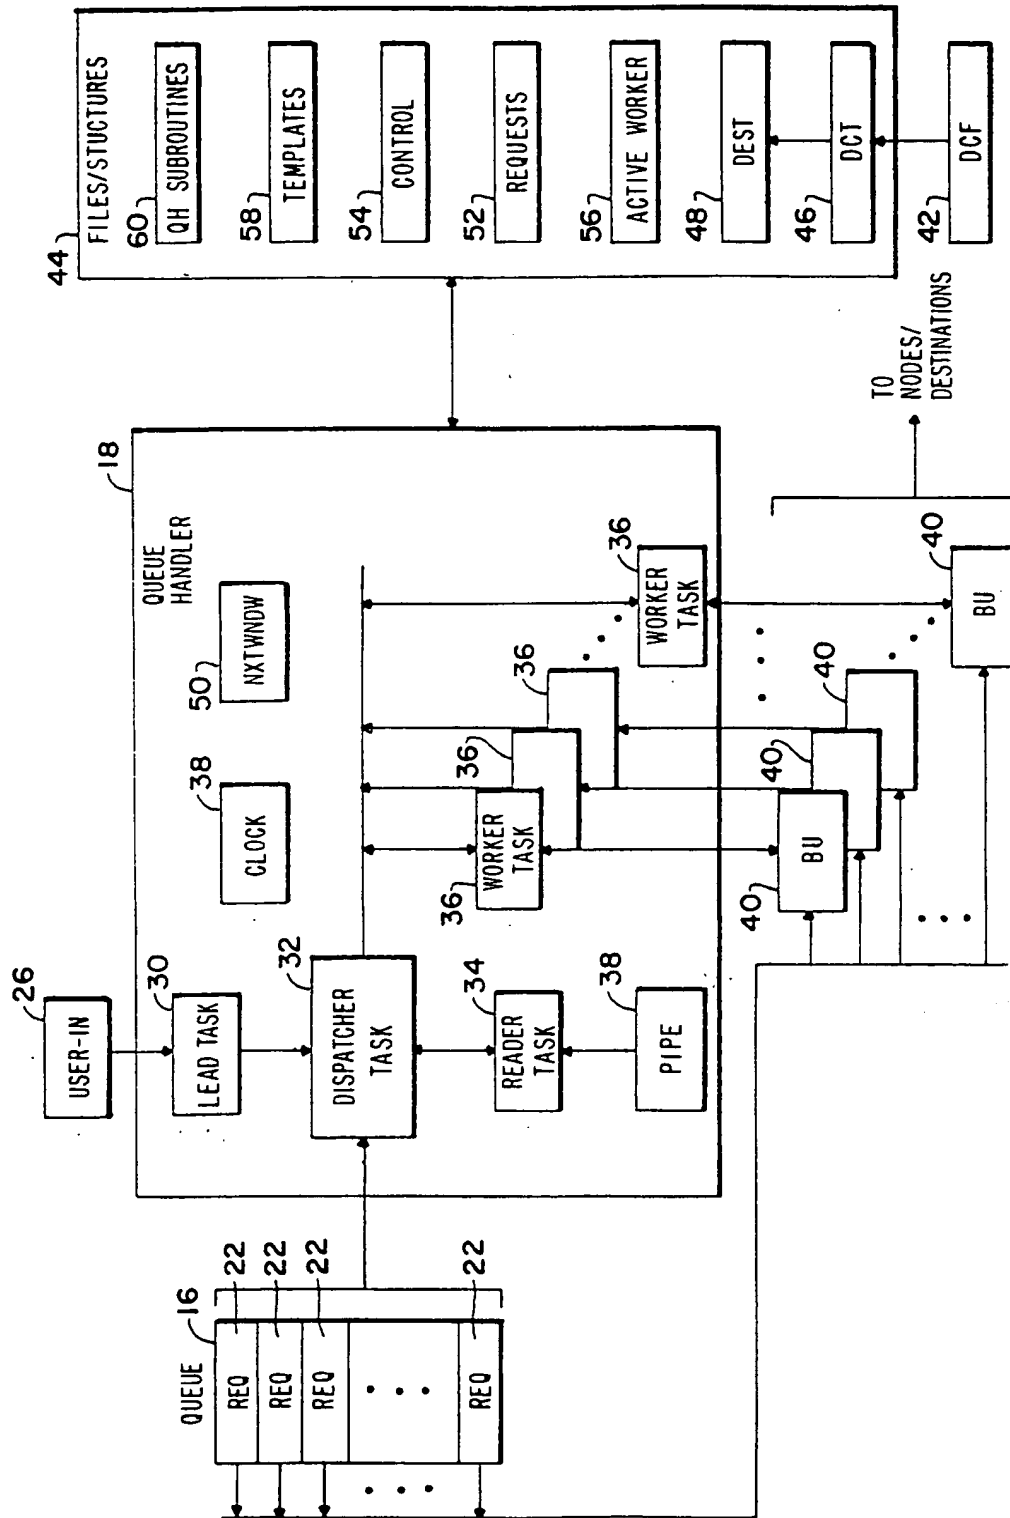 44
FILES/STUCTURES
60
QH SUBROUTINES
58
TEMPLATES
54
CONTROL
52
REQUESTS
56
ACTIVE WORKER
48
DEST
46
DCT
42
DCF
18
QUEUE
HANDLER
50
NXTWNDW
38
CLOCK
26
USER-IN
30
LEAD TASK
32
DISPATCHER
TASK
34
READER
TASK
38
PIPE
36
WORKER
TASK
36
36
36
WORKER
TASK
40
BU
40
40
40
BU
TO
NODES/
DESTINATIONS
QUEUE
16
REQ
22
REQ
22
REQ
22
REQ
22